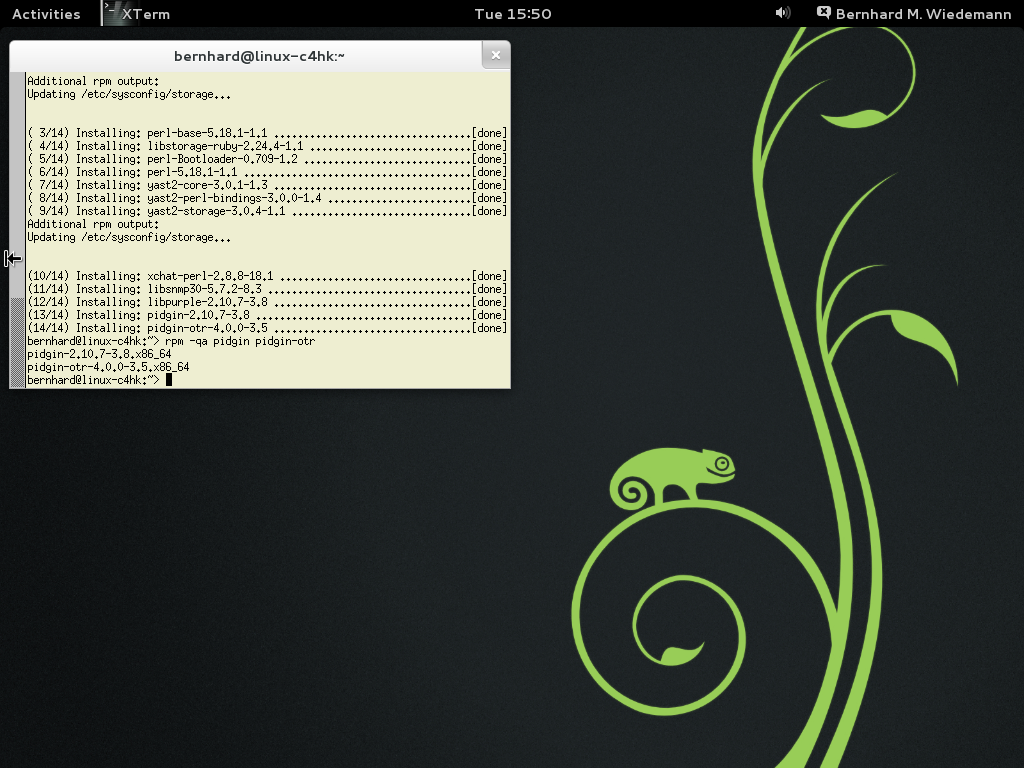 Activities XTerm Tue 15:50 Bernhard M. Wiedemann
bernhard@linux-c4hk:~
Additional rpm output:
Updating /etc/sysconfig/storage...
( 3/14) Installing: perl-base-5.18.1-1.1 .................................[done]
( 4/14) Installing: libstorage-ruby-2.24.4-1.1 ...........................[done]
( 5/14) Installing: perl-Bootloader-0.709-1.2 ............................[done]
( 6/14) Installing: perl-5.18.1-1.1 ......................................[done]
( 7/14) Installing: yast2-core-3.0.1-1.3 .................................[done]
( 8/14) Installing: yast2-perl-bindings-3.0.0-1.4 ........................[done]
( 9/14) Installing: yast2-storage-3.0.4-1.1 ..............................[done]
Additional rpm output:
Updating /etc/sysconfig/storage...
(10/14) Installing: xchat-perl-2.8.8-18.1 ................................[done]
(11/14) Installing: libsnmp30-5.7.2-8.3 ..................................[done]
(12/14) Installing: libpurple-2.10.7-3.8 .................................[done]
(13/14) Installing: pidgin-2.10.7-3.8 ....................................[done]
(14/14) Installing: pidgin-otr-4.0.0-3.5 .................................[done]
bernhard@linux-c4hk:~> rpm -qa pidgin pidgin-otr
pidgin-2.10.7-3.8.x86_64
pidgin-otr-4.0.0-3.5.x86_64
bernhard@linux-c4hk:~>